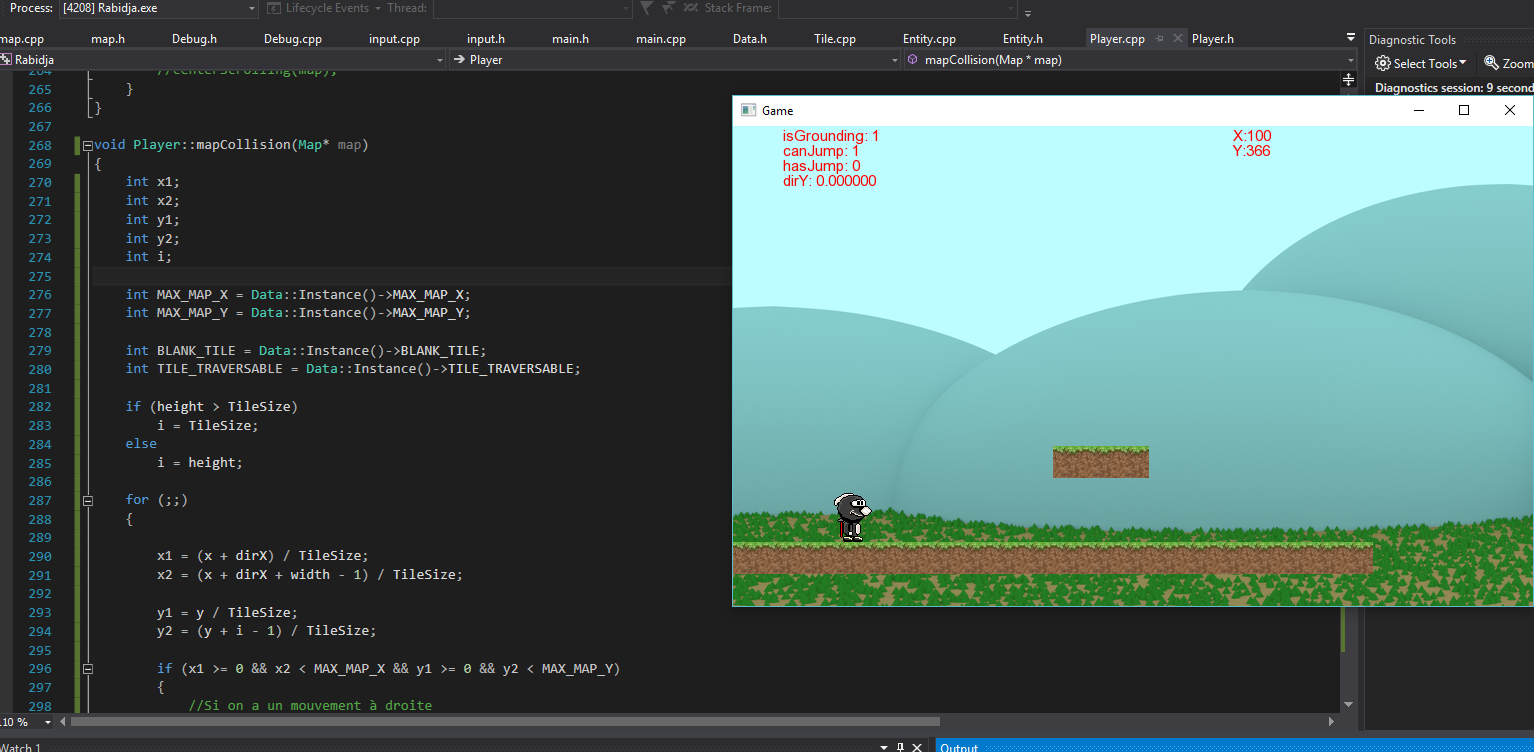 Process: [4208] Rabidja.exe Lifecycle Events Thread: Stack Frame:
map.cpp map.h Debug.h Debug.cpp input.cpp input.h main.h main.cpp Data.h Tile.cpp Entity.cpp Entity.h Player.cpp Player.h
Rabidja Player mapCollision(Map * map)
264 //centerScrolling(map);
265 }
266 }
267
268 void Player::mapCollision(Map* map)
269 {
270 int x1;
271 int x2;
272 int y1;
273 int y2;
274 int i;
275
276 int MAX_MAP_X = Data::Instance()->MAX_MAP_X;
277 int MAX_MAP_Y = Data::Instance()->MAX_MAP_Y;
278
279 int BLANK_TILE = Data::Instance()->BLANK_TILE;
280 int TILE_TRAVERSABLE = Data::Instance()->TILE_TRAVERSABLE;
281
282 if (height > TileSize)
283 i = TileSize;
284 else
285 i = height;
286
287 for (;;)
288 {
289
290 x1 = (x + dirX) / TileSize;
291 x2 = (x + dirX + width - 1) / TileSize;
292
293 y1 = y / TileSize;
294 y2 = (y + i - 1) / TileSize;
295
296 if (x1 >= 0 && x2 < MAX_MAP_X && y1 >= 0 && y2 < MAX_MAP_Y)
297 {
298 //Si on a un mouvement à droite
10 %
Watch 1
Output
Diagnostic Tools
Select Tools Zoom
Diagnostics session: 9 second
Game
isGrounding: 1
canJump: 1
hasJump: 0
dirY: 0.000000
X:100
Y:366